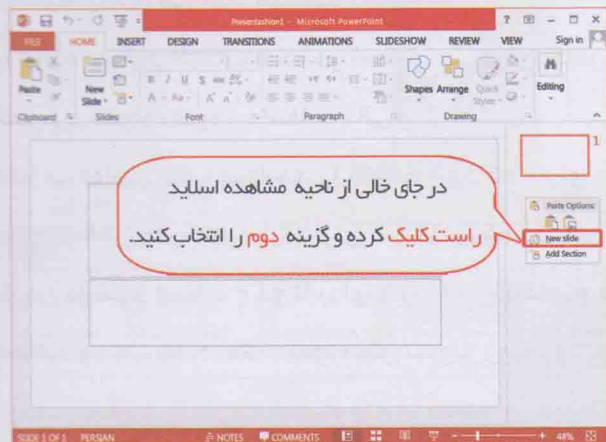 Presentashion1 - Microsoft PowerPoint
FILE HOME INSERT DESIGN TRANSITIONS ANIMATIONS SLIDESHOW REVIEW VIEW Sign in
Paste
New Slide
Shapes Arrange Quick Styles
Editing
Clipboard Slides Font Paragraph Drawing
1
در جای خالی از ناحیه مشاهده اسلاید
راست کلیک کرده و گزینه دوم را انتخاب کنید.
Paste Options:
New slide
Add Section
SLIDE 1 OF 1 PERSIAN NOTES COMMENTS 48%